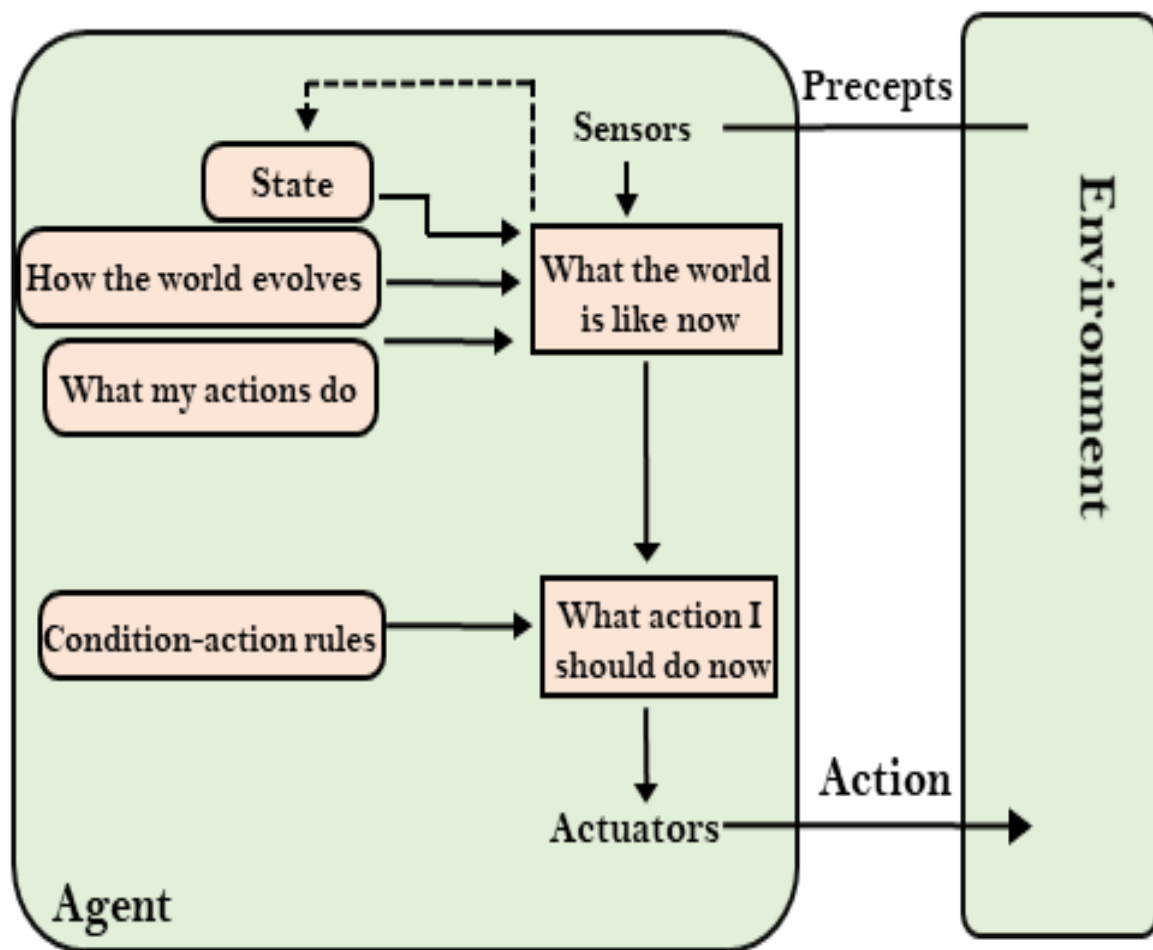 Precepts
Sensors
State
How the world evolves
What the world
is like now
What my actions do
Environment
Condition-action rules
What action I
should do now
Action
Actuators
Agent